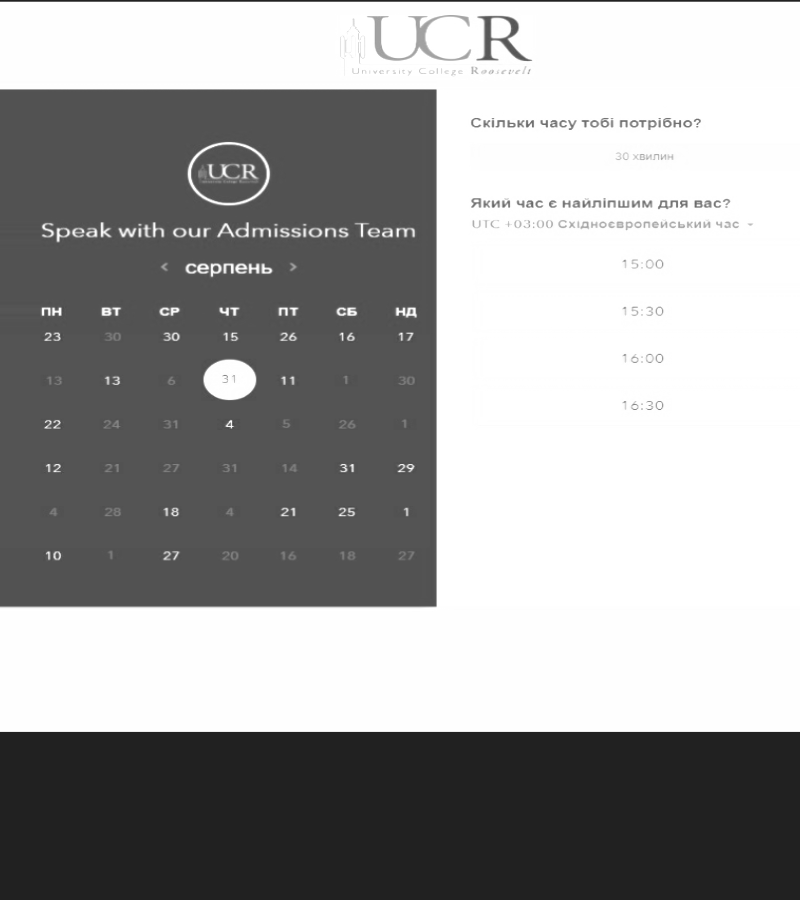 UCR
University College Roosevelt
UCR
Speak with our Admissions Team
< серпень >
ПН ВТ СР ЧТ ПТ СБ НД
23 30 30 15 26 16 17
13 13 6 31 11 1 30
22 24 31 4 5 26 1
12 21 27 31 14 31 29
4 28 18 4 21 25 1
10 1 27 20 16 18 27
Скільки часу тобі потрібно?
30 хвилин
Який час є найліпшим для вас?
UTC +03:00 Східноєвропейський час
15:00
15:30
16:00
16:30